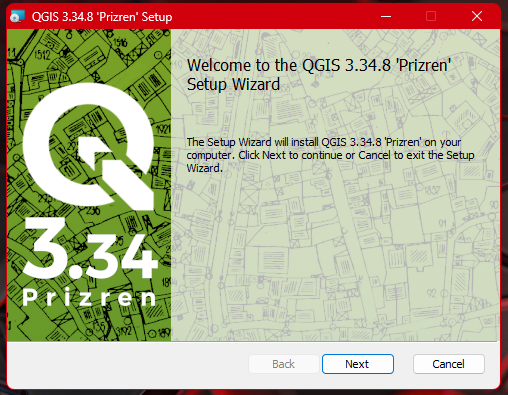 QGIS 3.34.8 'Prizren' Setup
Welcome to the QGIS 3.34.8 'Prizren'
Setup Wizard
The Setup Wizard will install QGIS 3.34.8 'Prizren' on your
computer. Click Next to continue or Cancel to exit the Setup
Wizard.
3.34
Prizren
Back
Next
Cancel